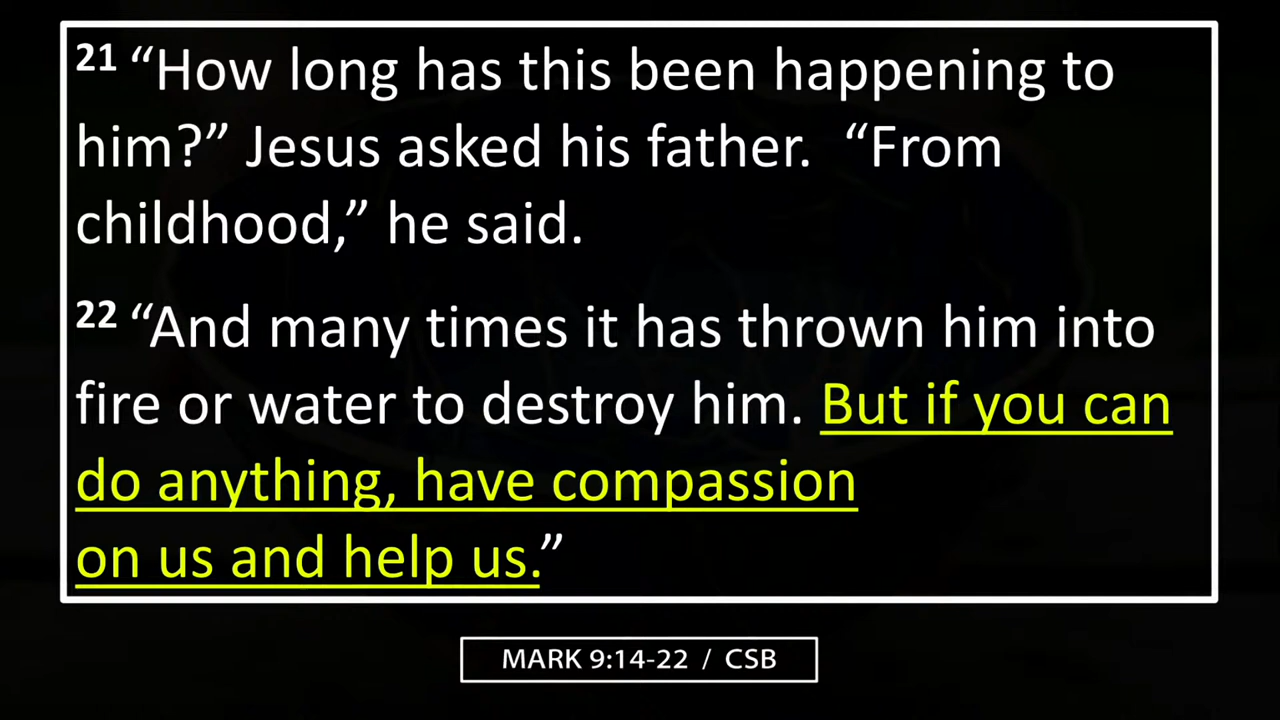 21 “How long has this been happening to
him?” Jesus asked his father.  “From
childhood,” he said.
22 “And many times it has thrown him into
fire or water to destroy him. But if you can
do anything, have compassion
on us and help us.”
MARK 9:14-22 / CSB